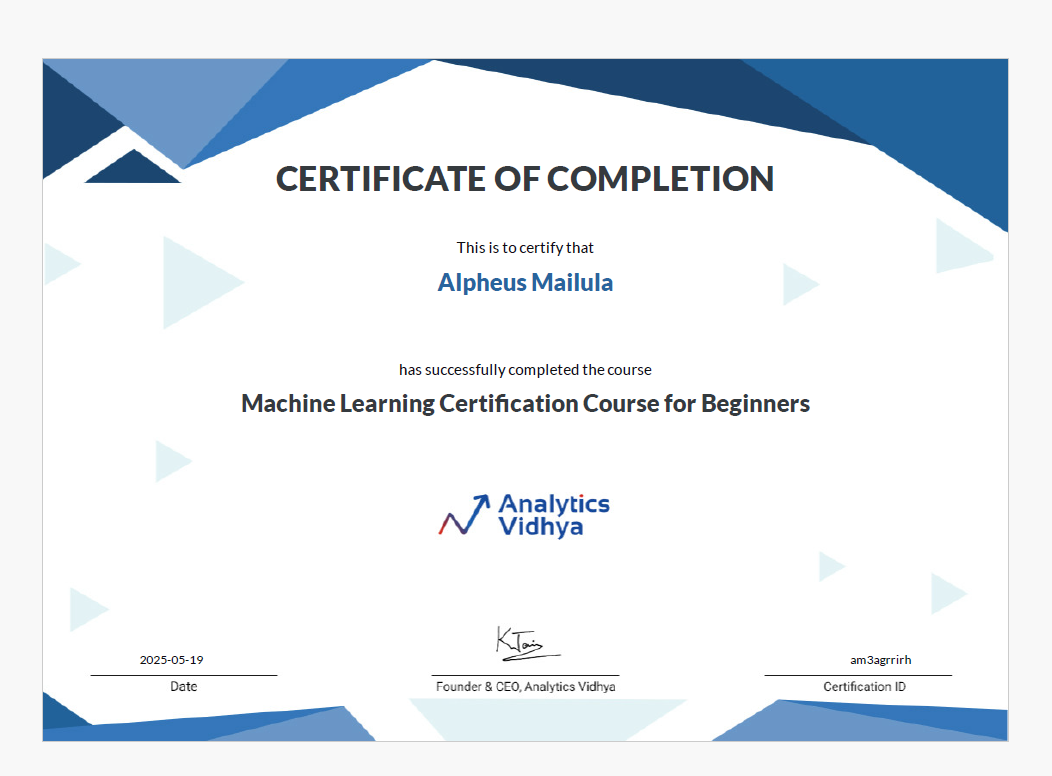 CERTIFICATE OF COMPLETION
This is to certify that
Alpheus Mailula
has successfully completed the course
Machine Learning Certification Course for Beginners
Analytics
Vidhya
2025-05-19
Date
Founder & CEO, Analytics Vidhya
am3agrrirh
Certification ID